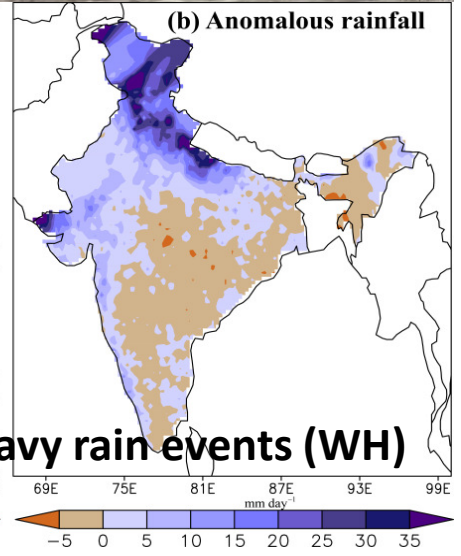 (b) Anomalous rainfall
avy rain events (WH)
69E 75E 81E 87E 93E 99E
mm day⁻¹
−5 0 5 10 15 20 25 30 35